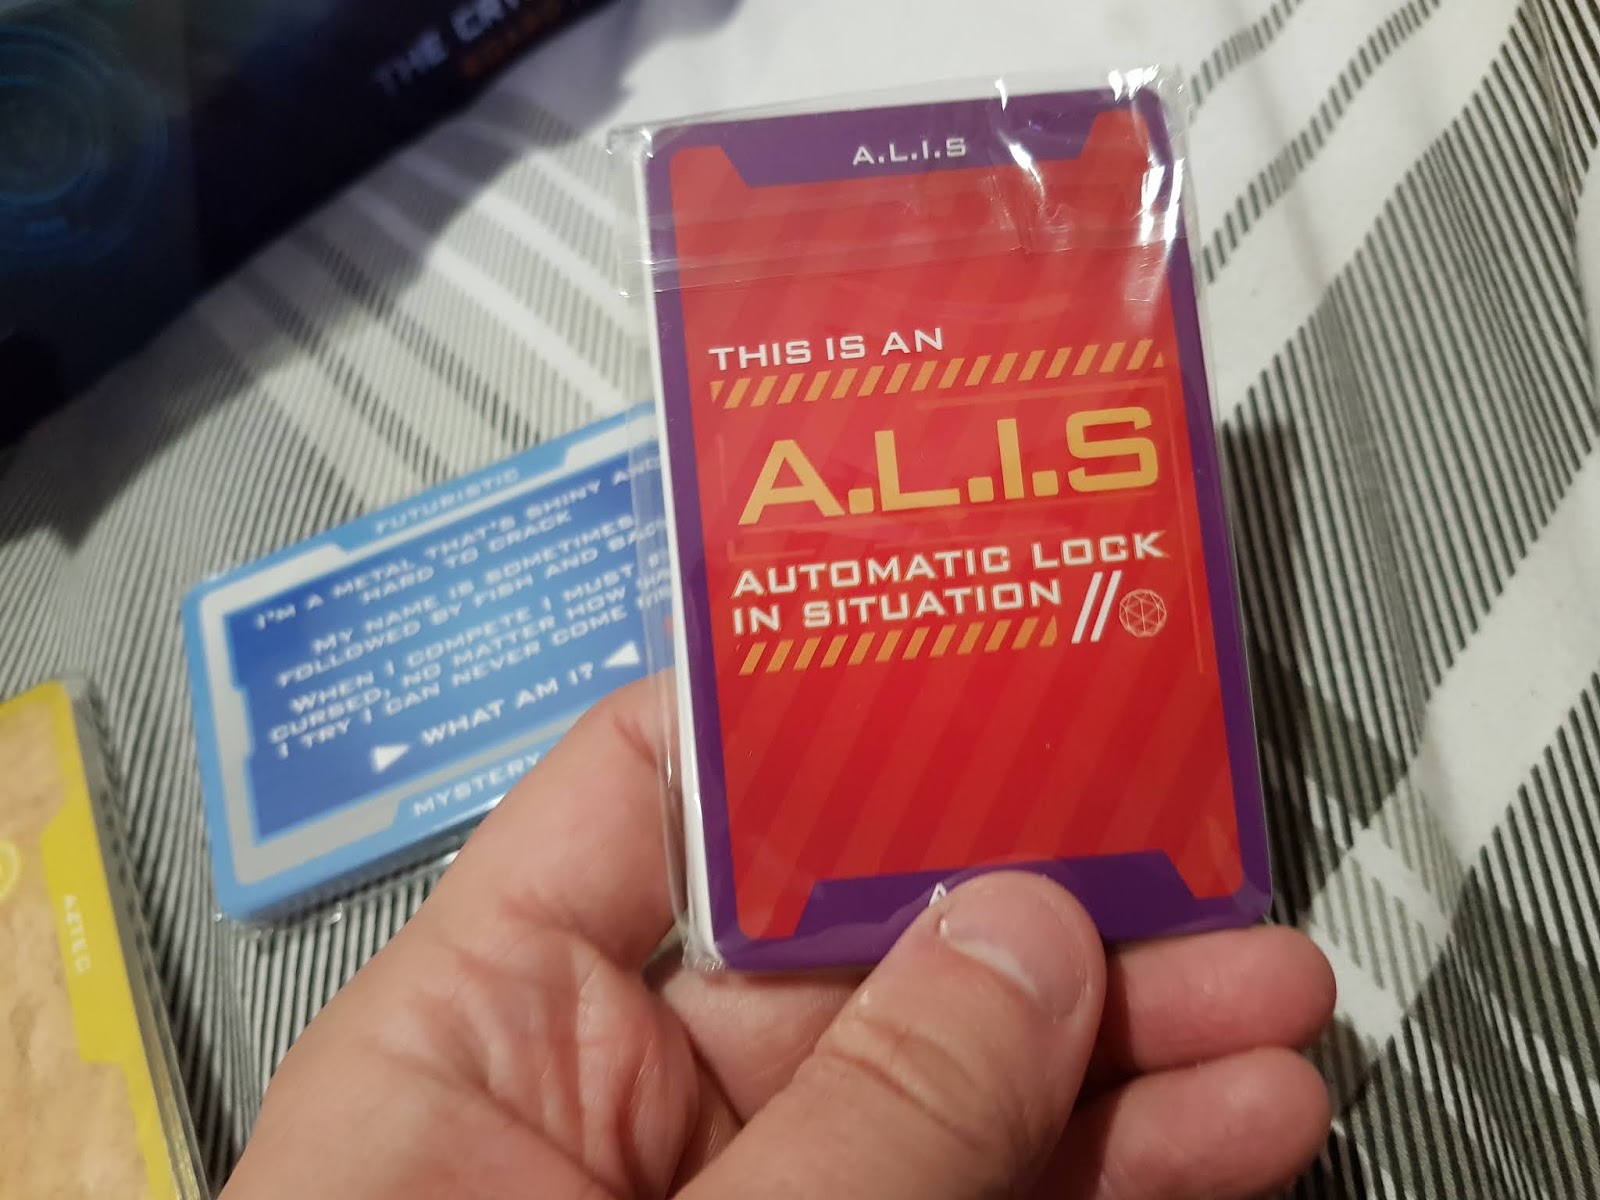 THE CRY
A.L.I.S
THIS IS AN
A.L.I.S
AUTOMATIC LOCK
IN SITUATION
FUTURISTIC
I'M A METAL THAT'S SHINY AND
HARD TO CRACK
MY NAME IS SOMETIMES
FOLLOWED BY FISH AND
WHEN I COMPETE I MUST
CURSED, NO MATTER HOW
I TRY I CAN NEVER COME
WHAT AM I?
MYSTERY
AZTEC